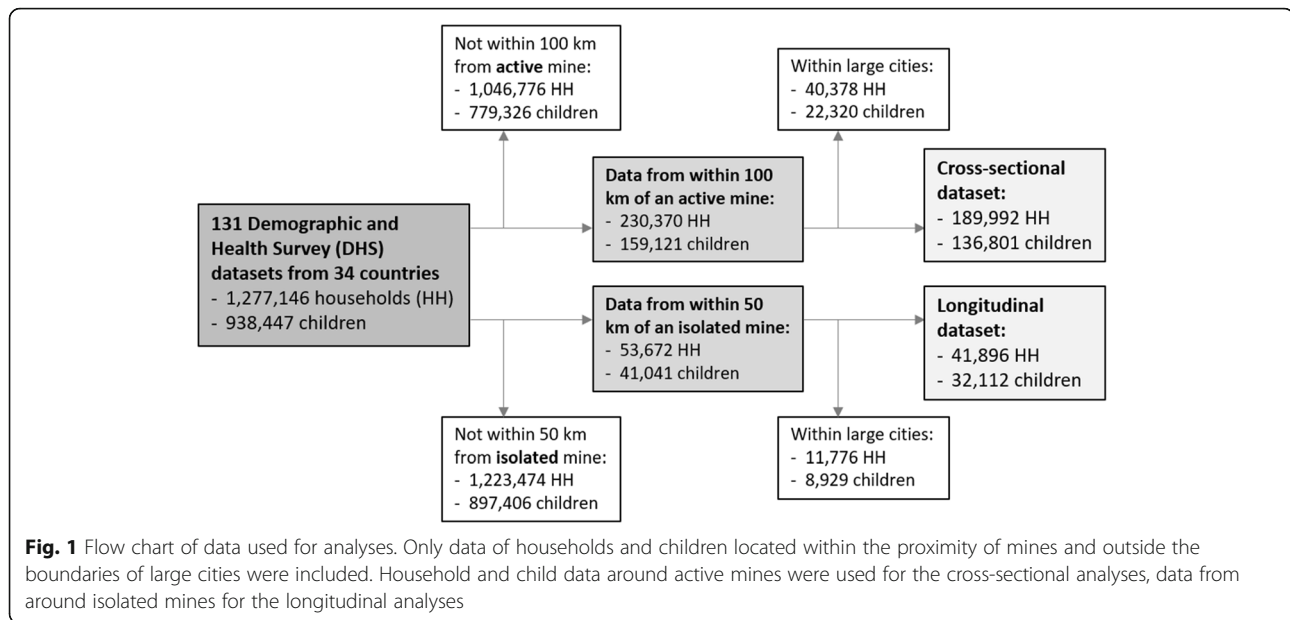 Not within 100 km
from active mine:
- 1,046,776 HH
- 779,326 children
Within large cities:
- 40,378 HH
- 22,320 children
131 Demographic and
Health Survey (DHS)
datasets from 34 countries
- 1,277,146 households (HH)
- 938,447 children
Data from within 100
km of an active mine:
- 230,370 HH
- 159,121 children
Cross-sectional
dataset:
- 189,992 HH
- 136,801 children
Data from within 50
km of an isolated mine:
- 53,672 HH
- 41,041 children
Longitudinal
dataset:
- 41,896 HH
- 32,112 children
Not within 50 km
from isolated mine:
- 1,223,474 HH
- 897,406 children
Within large cities:
- 11,776 HH
- 8,929 children
Fig. 1 Flow chart of data used for analyses. Only data of households and children located within the proximity of mines and outside the
boundaries of large cities were included. Household and child data around active mines were used for the cross-sectional analyses, data from
around isolated mines for the longitudinal analyses